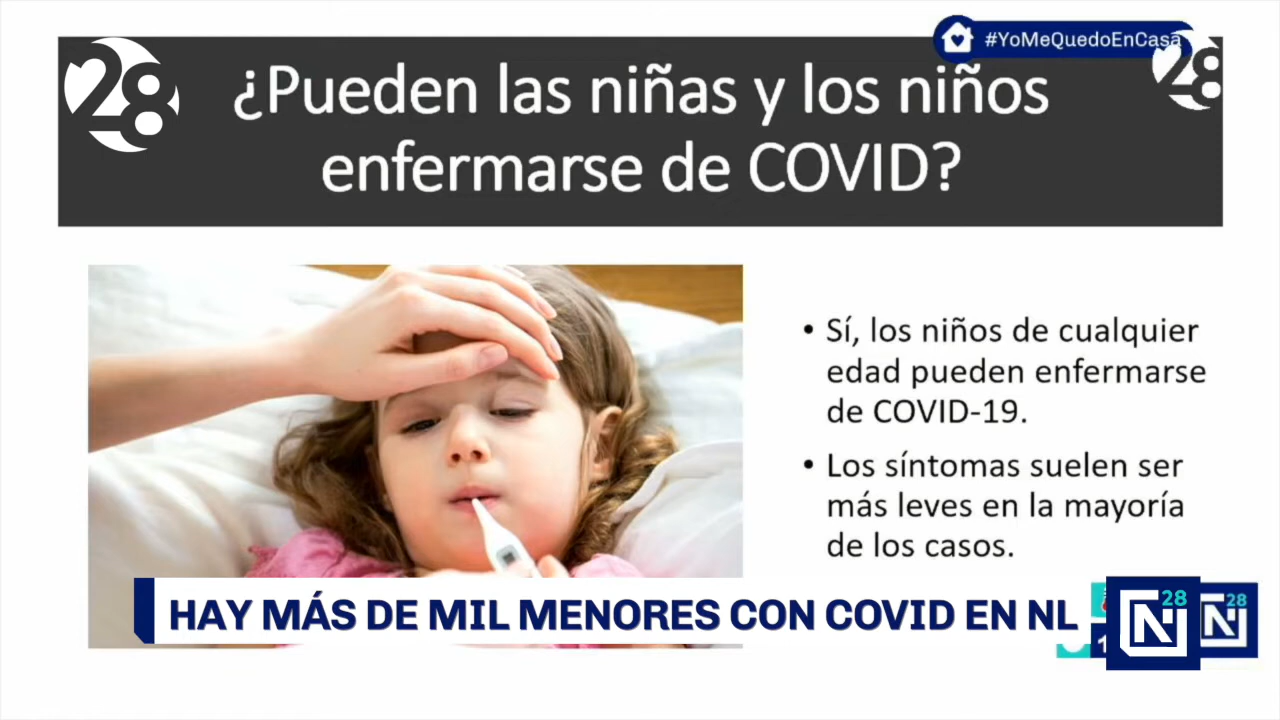 #YoMeQuedoEnCasa
28
28
¿Pueden las niñas y los niños
enfermarse de COVID?
• Sí, los niños de cualquier
edad pueden enfermarse
de COVID-19.
• Los síntomas suelen ser
más leves en la mayoría
de los casos.
HAY MÁS DE MIL MENORES CON COVID EN NL
N 28
N 28